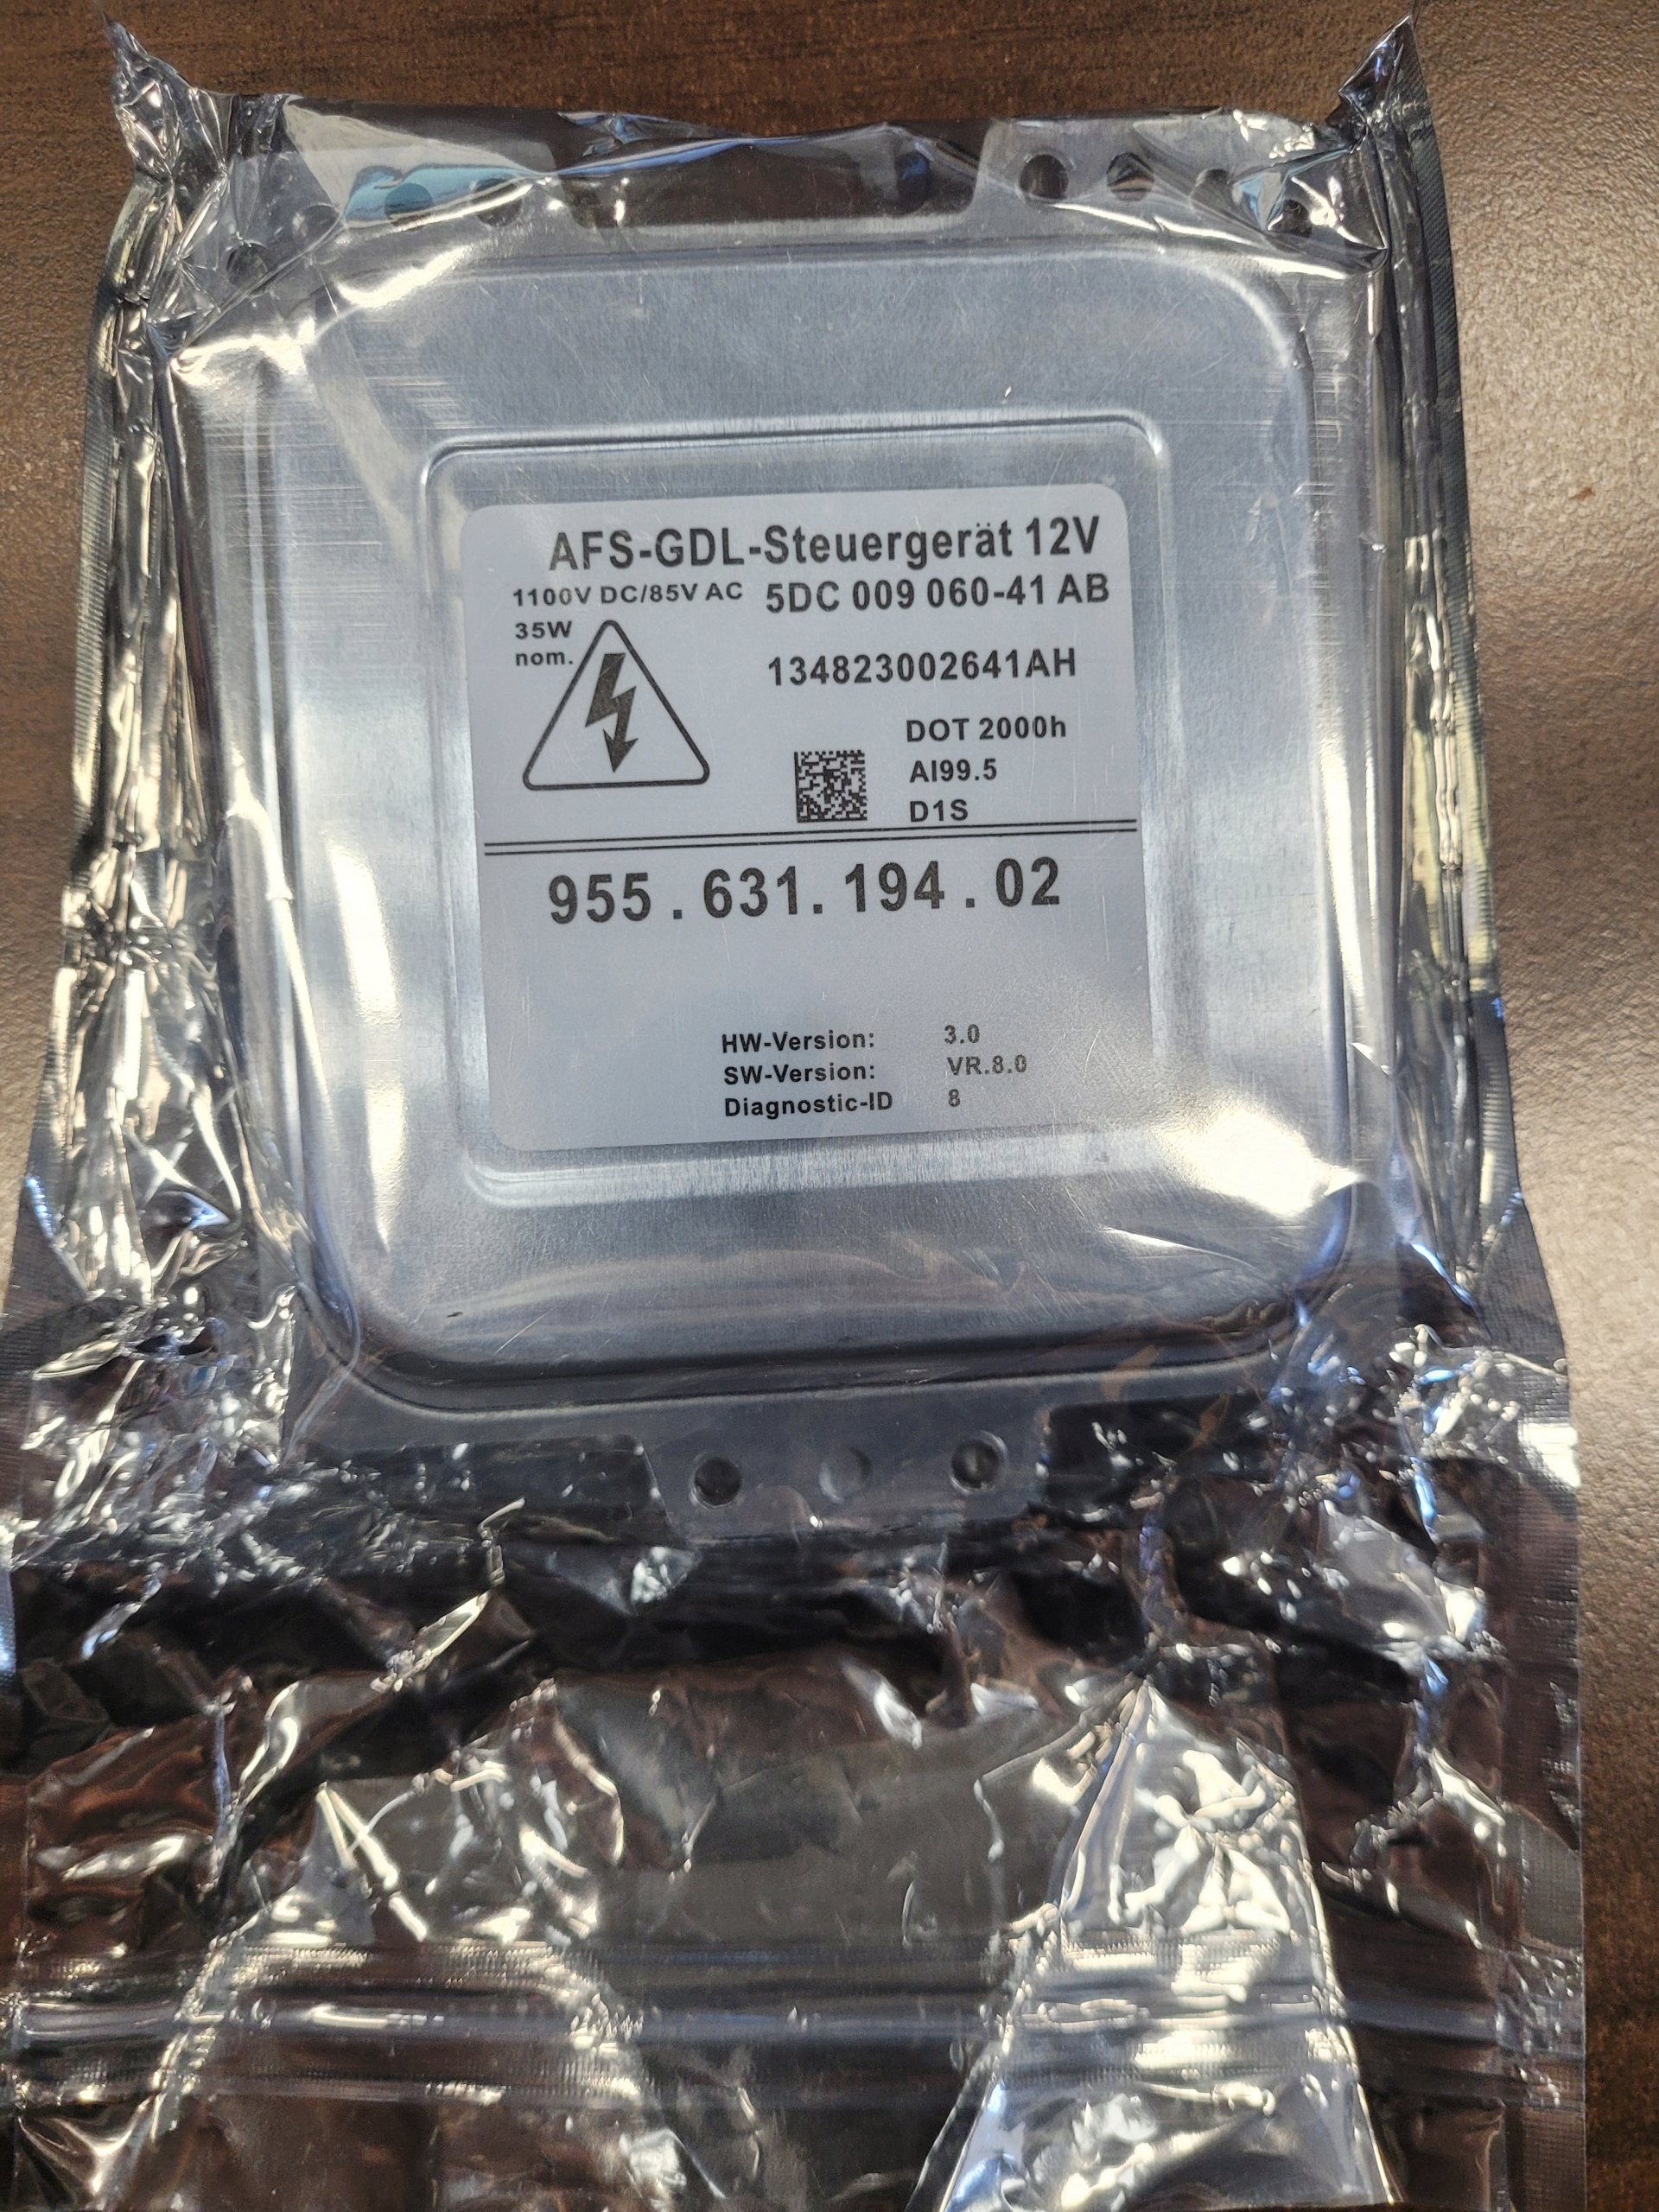 AFS-GDL-Steuergerät 12V
1100V DC/85V AC 5DC 009 060-41 AB
35W
nom.
134823002641AH
DOT 2000h
AI99.5
D1S
955.631.194.02
HW-Version: 3.0
SW-Version: VR.8.0
Diagnostic-ID 8